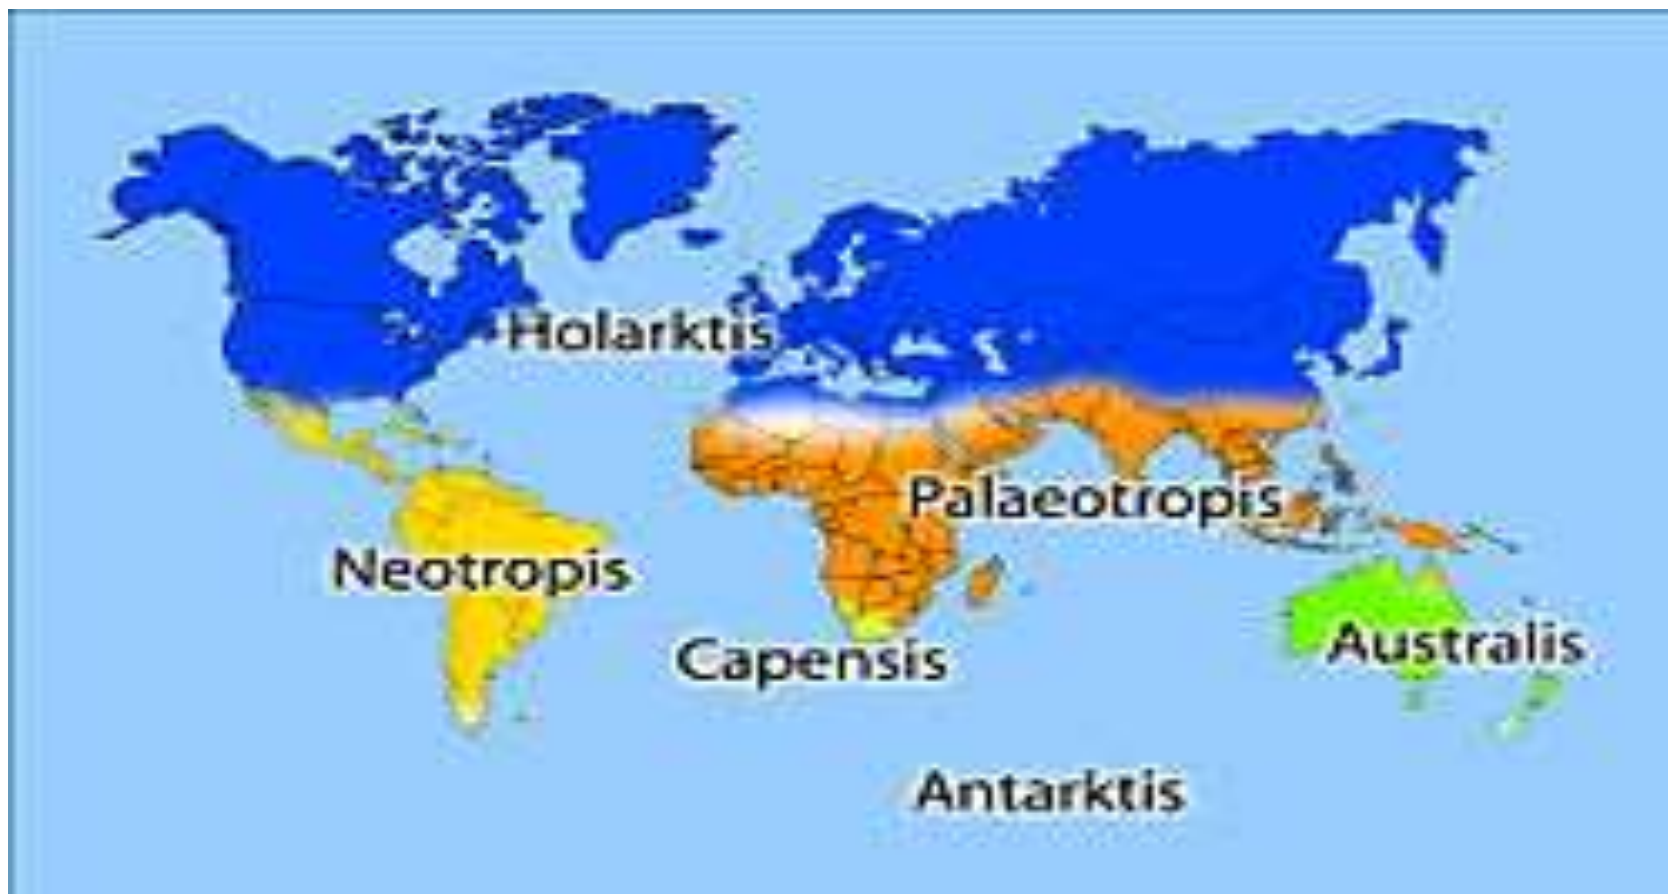 Holarktis
Palaeotropis
Neotropis
Capensis
Australis
Antarktis